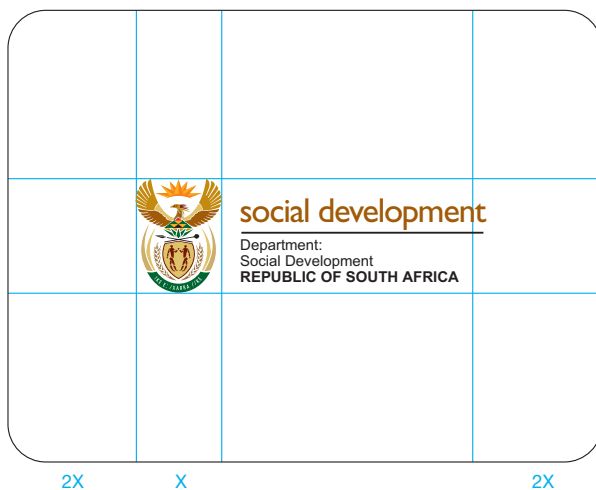 social development
Department:
Social Development
REPUBLIC OF SOUTH AFRICA
2X X 2X